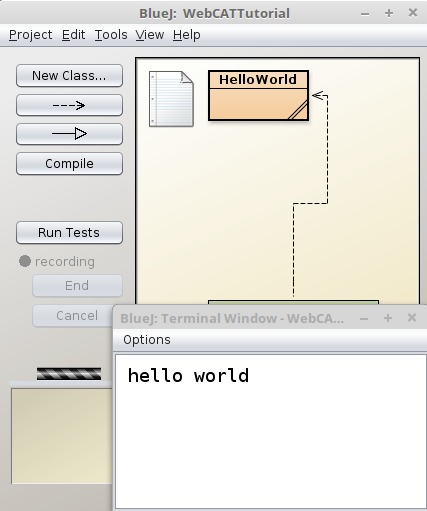 BlueJ: WebCATTutorial
Project Edit Tools View Help
New Class...
HelloWorld
Compile
Run Tests
recording
End
Cancel
BlueJ: Terminal Window - WebCA...
Options
hello world